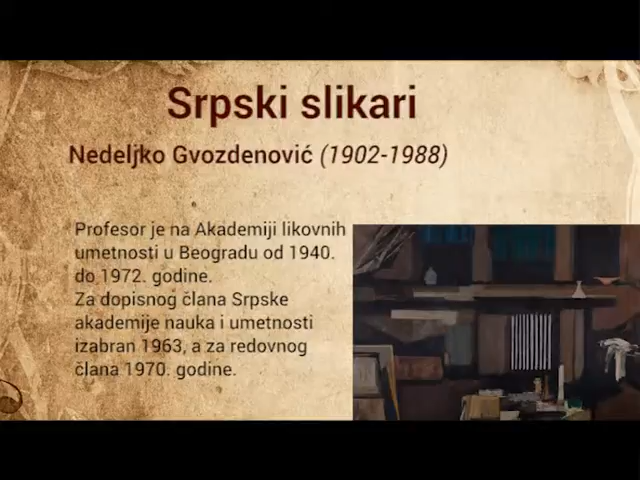 Srpski slikari
Nedeljko Gvozdenović (1902-1988)
Profesor je na Akademiji likovnih
umetnosti u Beogradu od 1940.
do 1972. godine.
Za dopisnog člana Srpske
akademije nauka i umetnosti
izabran 1963, a za redovnog
člana 1970. godine.